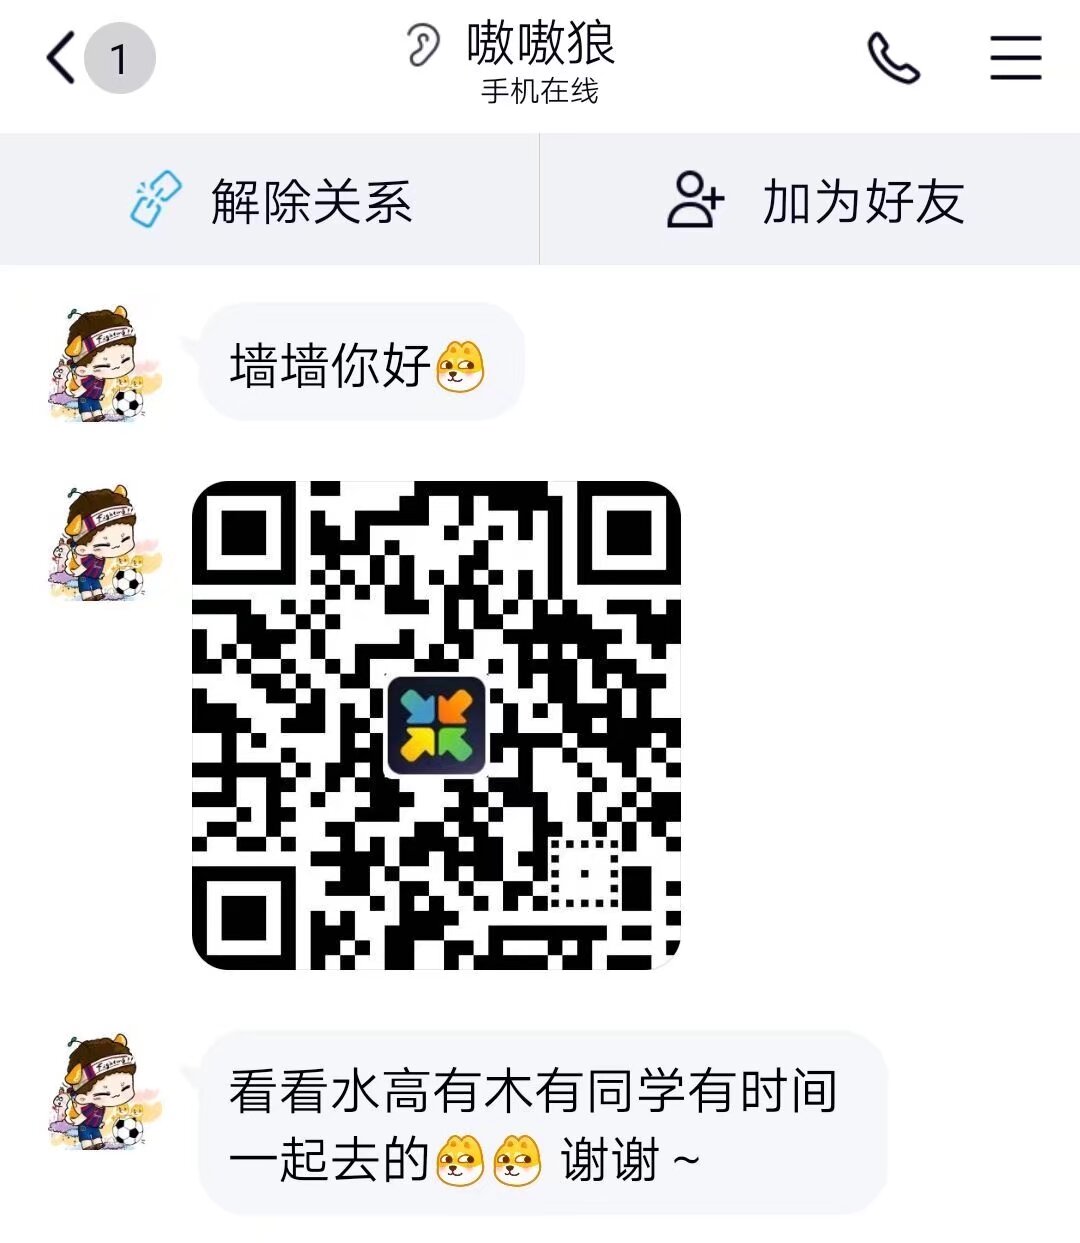 1
嗷嗷狼
手机在线
解除关系
加为好友
墙墙你好
看看水高有木有同学有时间
一起去的 谢谢～